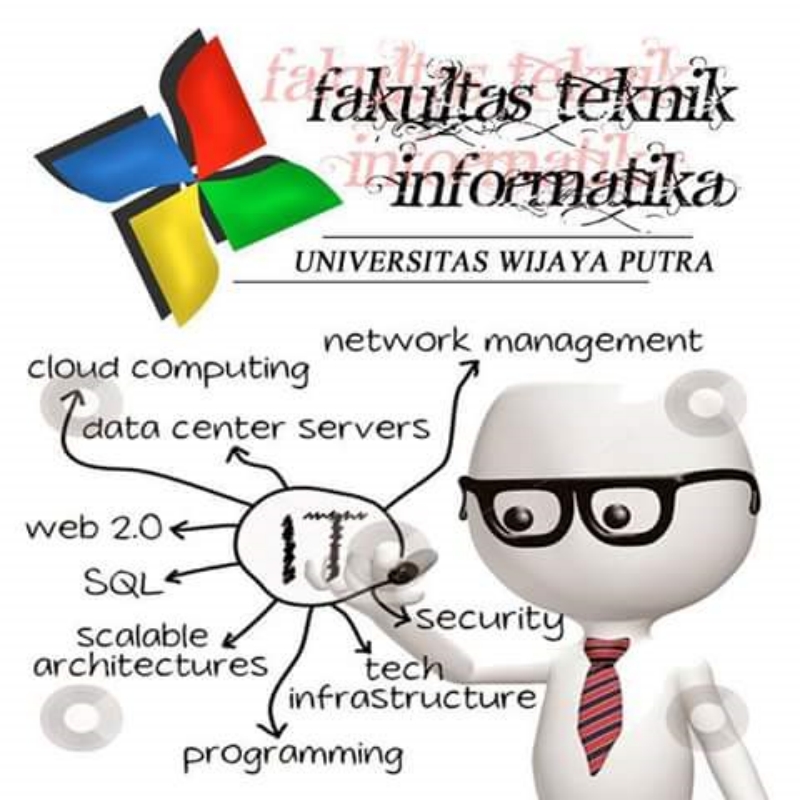 fakultas teknik
informatika
UNIVERSITAS WIJAYA PUTRA
network management
cloud computing
data center servers
web 2.0
IT
SQL
security
scalable
architectures
tech
infrastructure
programming